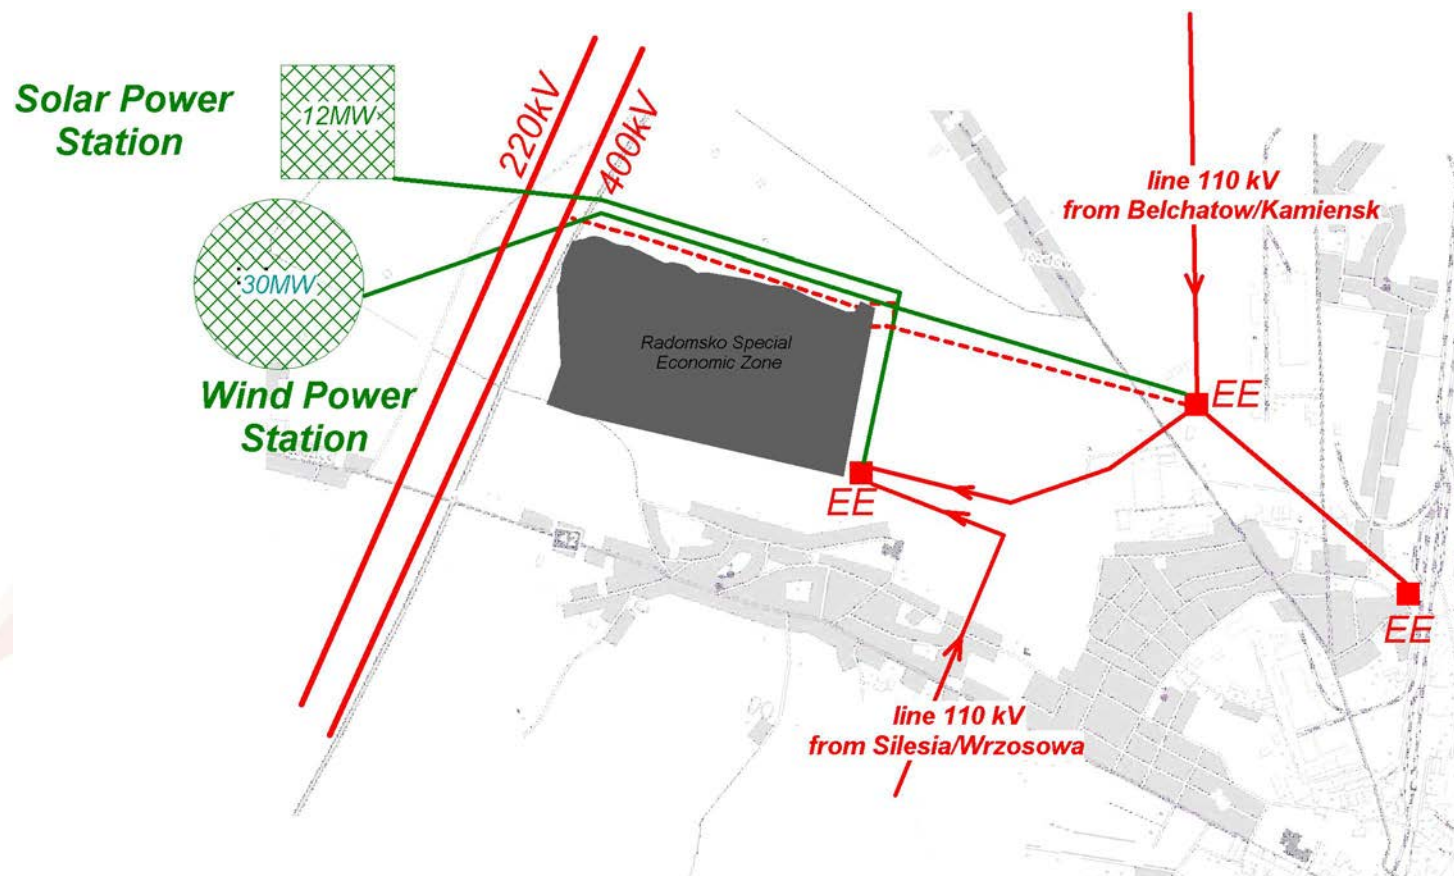 Solar Power
Station
12MW
220kV
400kV
line 110 kV
from Belchatow/Kamiensk
30MW
Radomsko Special
Economic Zone
Wind Power
Station
EE
EE
EE
line 110 kV
from Silesia/Wrzosowa